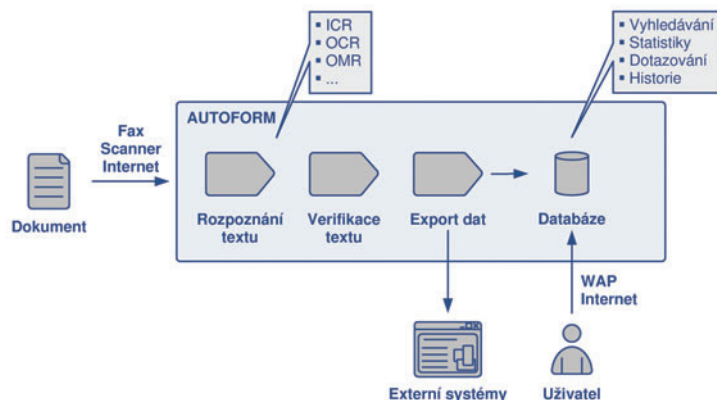 ▪ ICR
▪ OCR
▪ OMR
▪ ...
▪ Vyhledávání
▪ Statistiky
▪ Dotazování
▪ Historie
AUTOFORM
Fax
Scanner
Internet
Dokument
Rozpoznání
textu
Verifikace
textu
Export dat
Databáze
WAP
Internet
Externí systémy
Uživatel